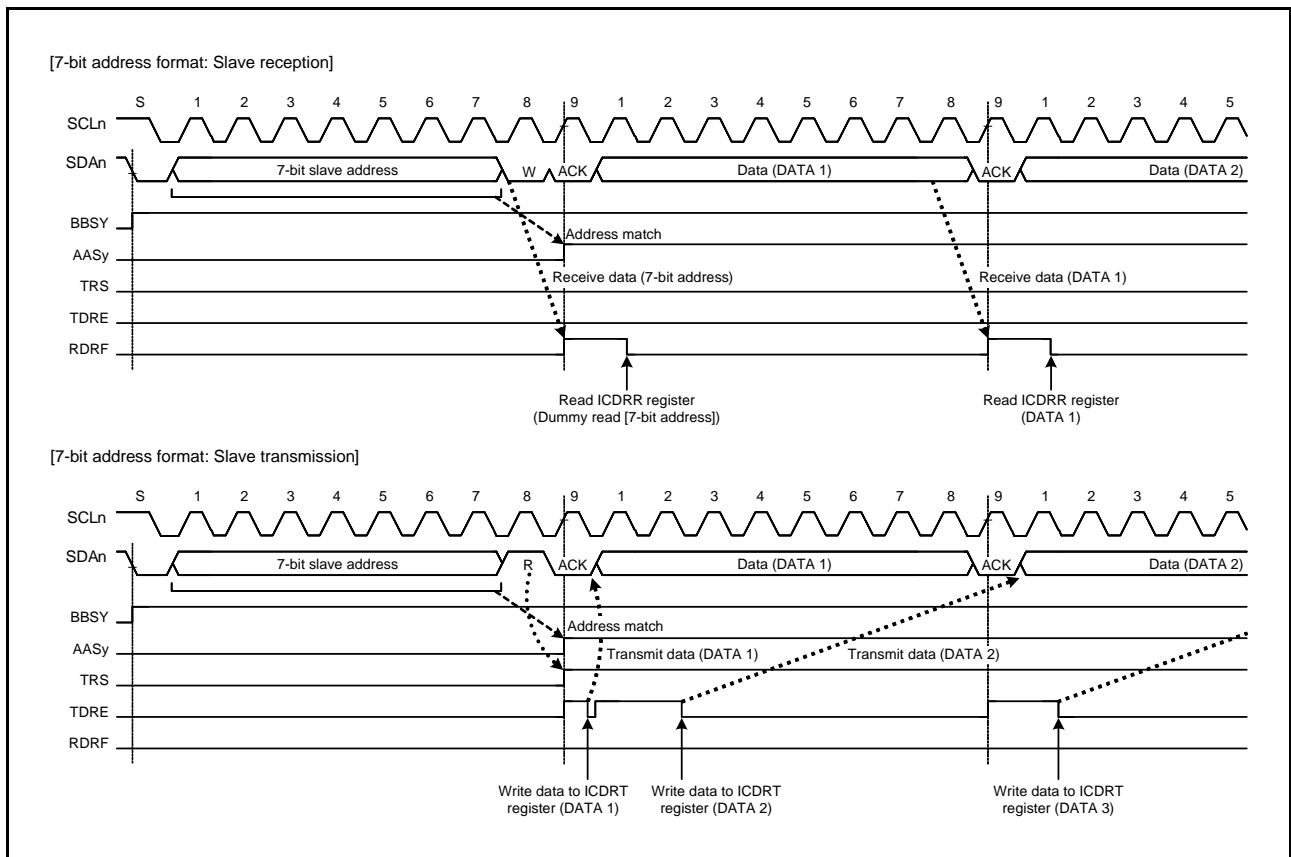 [7-bit address format: Slave reception]
S 1 2 3 4 5 6 7 8 9 1 2 3 4 5 6 7 8 9 1 2 3 4 5
SCLn
SDAn 7-bit slave address W ACK Data (DATA 1) ACK Data (DATA 2)
BBSY
Address match
AASy
Receive data (7-bit address) Receive data (DATA 1)
TRS
TDRE
RDRF
Read ICDRR register Read ICDRR register
(Dummy read [7-bit address]) (DATA 1)
[7-bit address format: Slave transmission]
S 1 2 3 4 5 6 7 8 9 1 2 3 4 5 6 7 8 9 1 2 3 4 5
SCLn
SDAn 7-bit slave address R ACK Data (DATA 1) ACK Data (DATA 2)
BBSY
Address match
AASy
Transmit data (DATA 1) Transmit data (DATA 2)
TRS
TDRE
RDRF
Write data to ICDRT Write data to ICDRT Write data to ICDRT
register (DATA 1) register (DATA 2) register (DATA 3)